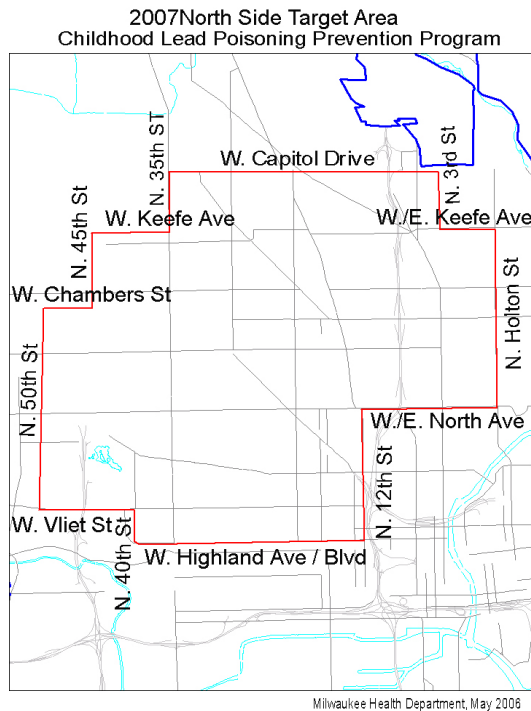 2007North Side Target Area
Childhood Lead Poisoning Prevention Program
N. 35th ST
W. Capitol Drive
N. 3rd St
N. 45th St
W. Keefe Ave
W./E. Keefe Ave
W. Chambers St
N. Holton St
N. 50th St
W./E. North Ave
N. 12th St
W. Vliet St
N. 40th St
W. Highland Ave / Blvd
Milwaukee Health Department, May 2006